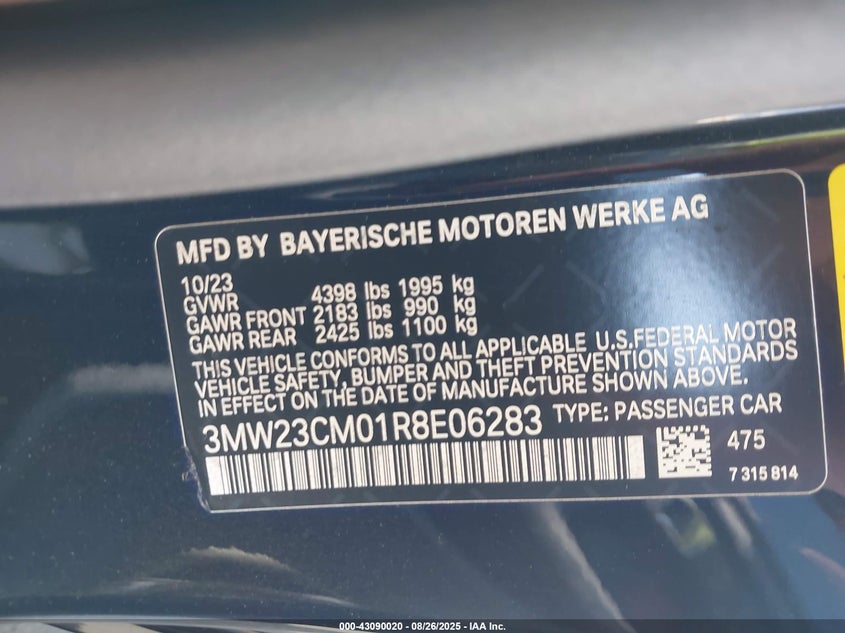 MFD BY BAYERISCHE MOTOREN WERKE AG
10/23
GVWR 4398 lbs 1995 kg
GAWR FRONT 2183 lbs 990 kg
GAWR REAR 2425 lbs 1100 kg
THIS VEHICLE CONFORMS TO ALL APPLICABLE U.S.FEDERAL MOTOR
VEHICLE SAFETY, BUMPER AND THEFT PREVENTION STANDARDS
IN EFFECT ON THE DATE OF MANUFACTURE SHOWN ABOVE.
3MW23CM01R8E06283 TYPE: PASSENGER CAR
475
7 315 814
000-43090020 - 08/26/2025 - IAA Inc.